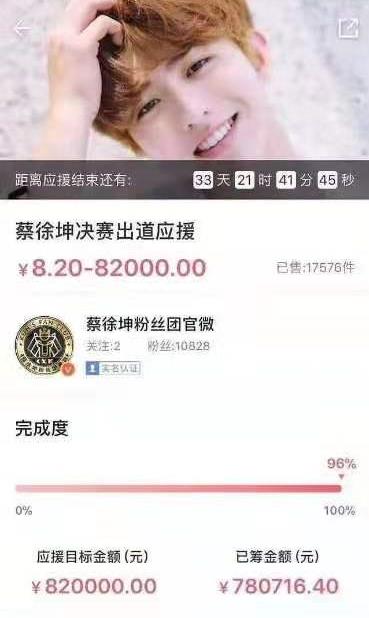 距离应援结束还有: 33 天 21 时 41 分 45 秒
蔡徐坤决赛出道应援
¥8.20-82000.00 已售:17576件
蔡徐坤粉丝团官微
关注:2 粉丝:10828
实名认证
完成度
96%
0% 100%
应援目标金额(元) 已筹金额(元)
¥820000.00 ¥780716.40